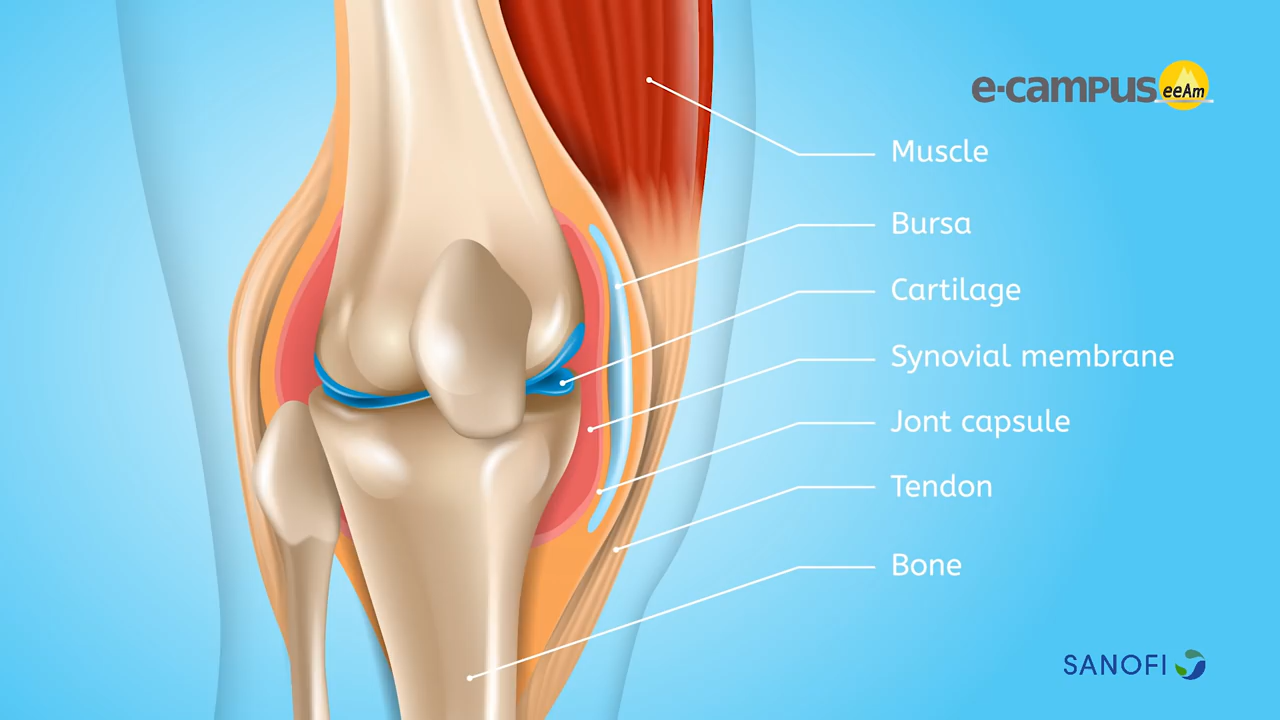 e-campus eeAm
Muscle
Bursa
Cartilage
Synovial membrane
Jont capsule
Tendon
Bone
SANOFI